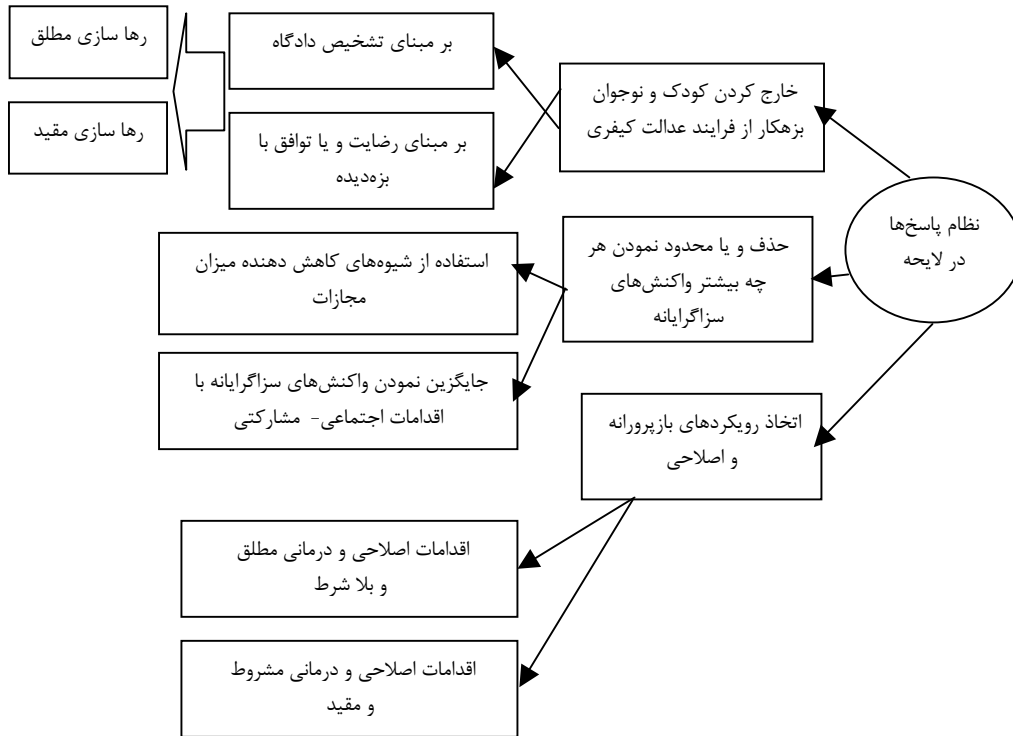 نظام پاسخ‌ها
در لایحه
خارج کردن کودک و نوجوان
بزهکار از فرایند عدالت کیفری
بر مبنای تشخیص دادگاه
بر مبنای رضایت و یا توافق با
بزه‌دیده
رها سازی مطلق
رها سازی مقید
حذف و یا محدود نمودن هر
چه بیشتر واکنش‌های
سزاگرایانه
استفاده از شیوه‌های کاهش دهنده میزان
مجازات
جایگزین نمودن واکنش‌های سزاگرایانه با
اقدامات اجتماعی- مشارکتی
اتخاذ رویکردهای بازپرورانه
و اصلاحی
اقدامات اصلاحی و درمانی مطلق
و بلا شرط
اقدامات اصلاحی و درمانی مشروط
و مقید